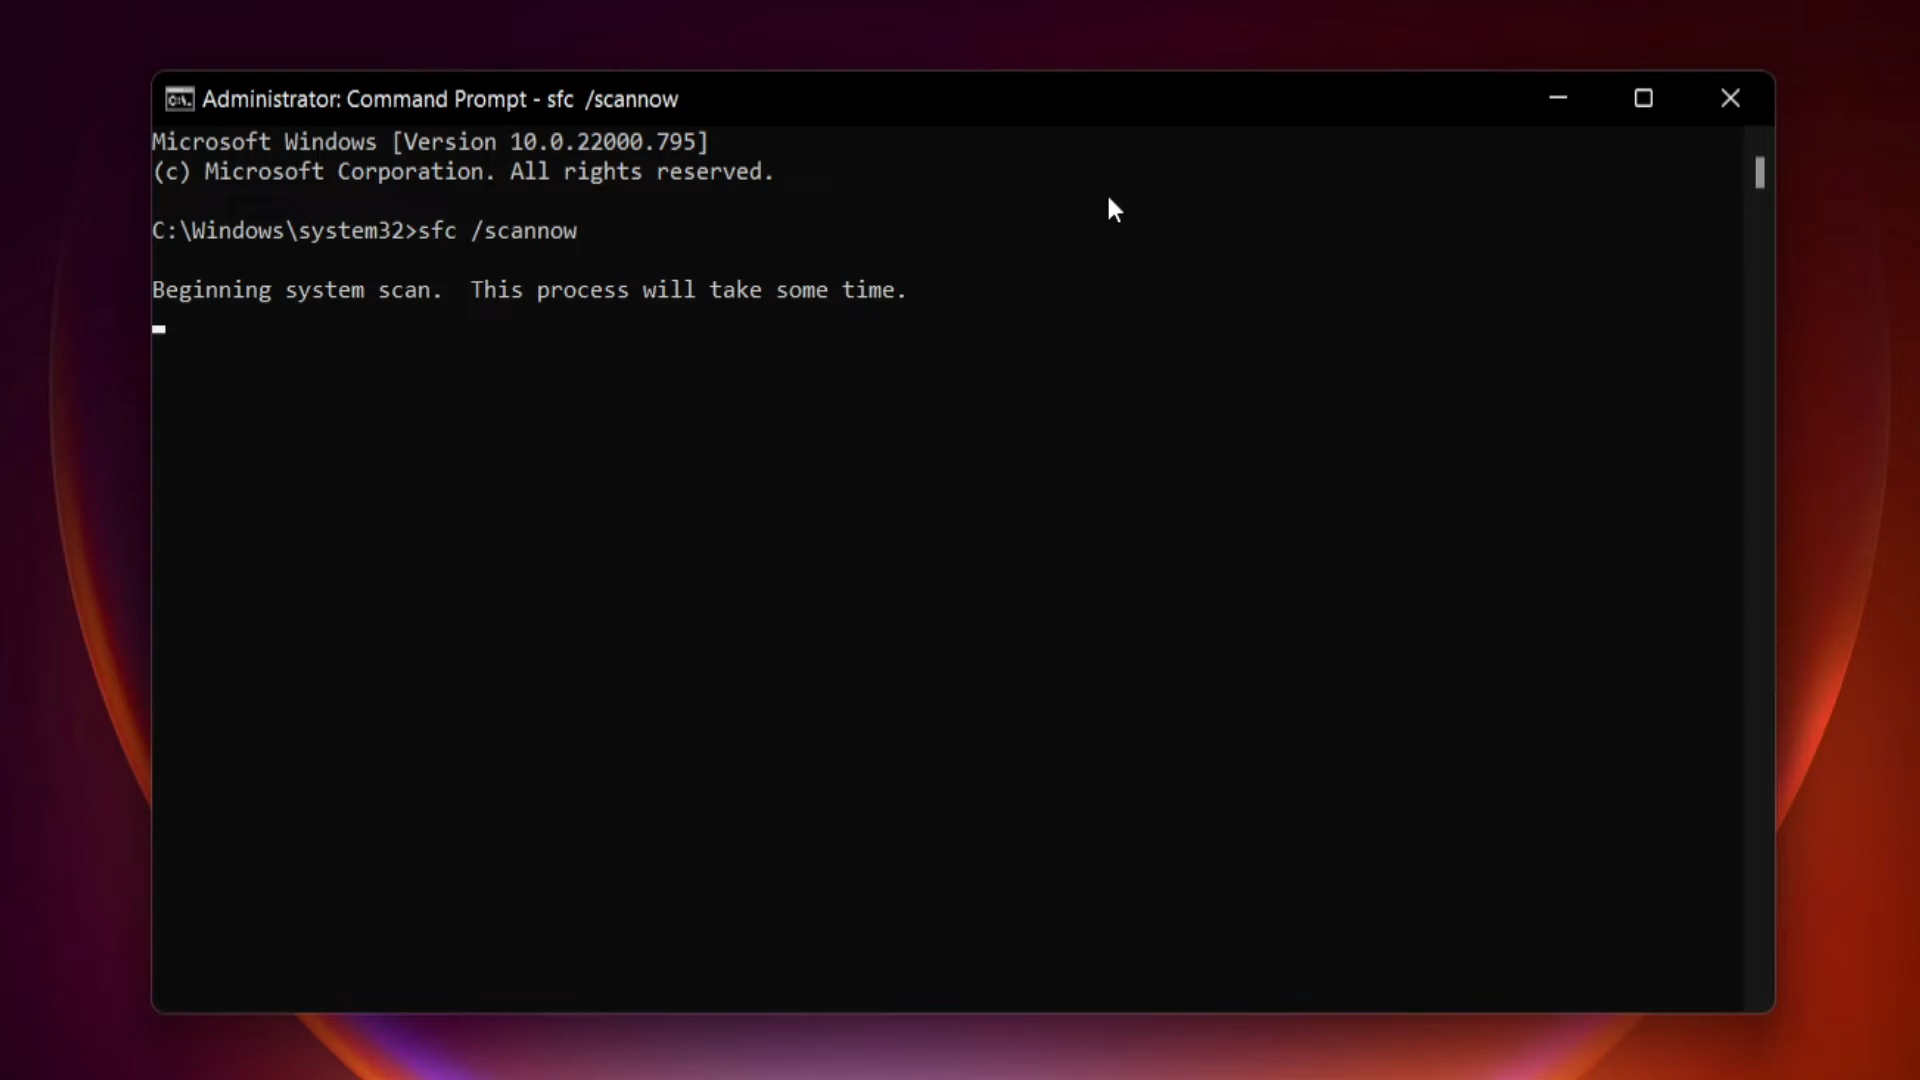 Administrator: Command Prompt - sfc  /scannow
Microsoft Windows [Version 10.0.22000.795]
(c) Microsoft Corporation. All rights reserved.
C:\Windows\system32>sfc /scannow
Beginning system scan.  This process will take some time.